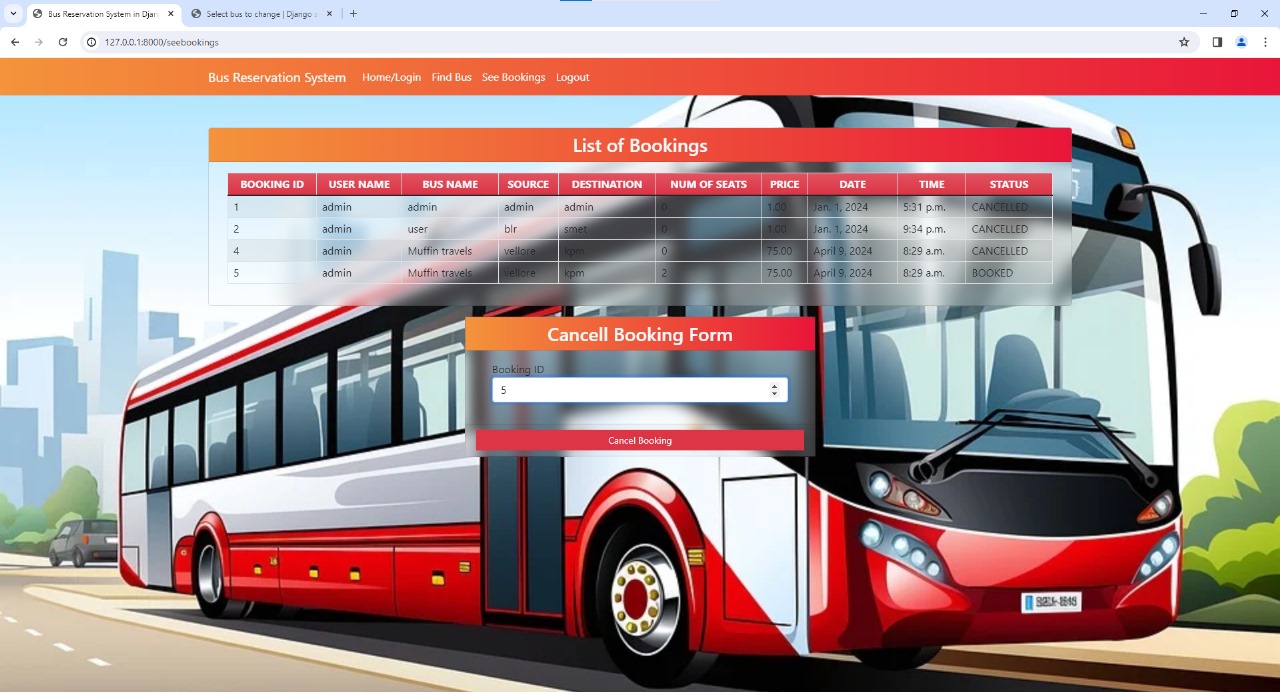 Bus Reservation System in Djan
Select bus to change | Django s
127.0.0.1:8000/seebookings
Bus Reservation System Home/Login Find Bus See Bookings Logout
List of Bookings
BOOKING ID USER NAME BUS NAME SOURCE DESTINATION NUM OF SEATS PRICE DATE TIME STATUS
1 admin admin admin admin 0 1.00 Jan. 1, 2024 5:31 p.m. CANCELLED
2 admin user blr smet 0 1.00 Jan. 1, 2024 9:34 p.m. CANCELLED
4 admin Muffin travels vellore kpm 0 75.00 April 9, 2024 8:29 a.m. CANCELLED
5 admin Muffin travels vellore kpm 2 75.00 April 9, 2024 8:29 a.m. BOOKED
Cancell Booking Form
Booking ID
5
Cancel Booking